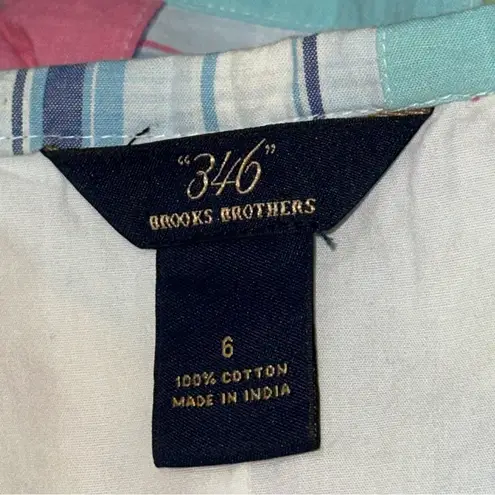 "346"
BROOKS BROTHERS
6
100% COTTON
MADE IN INDIA